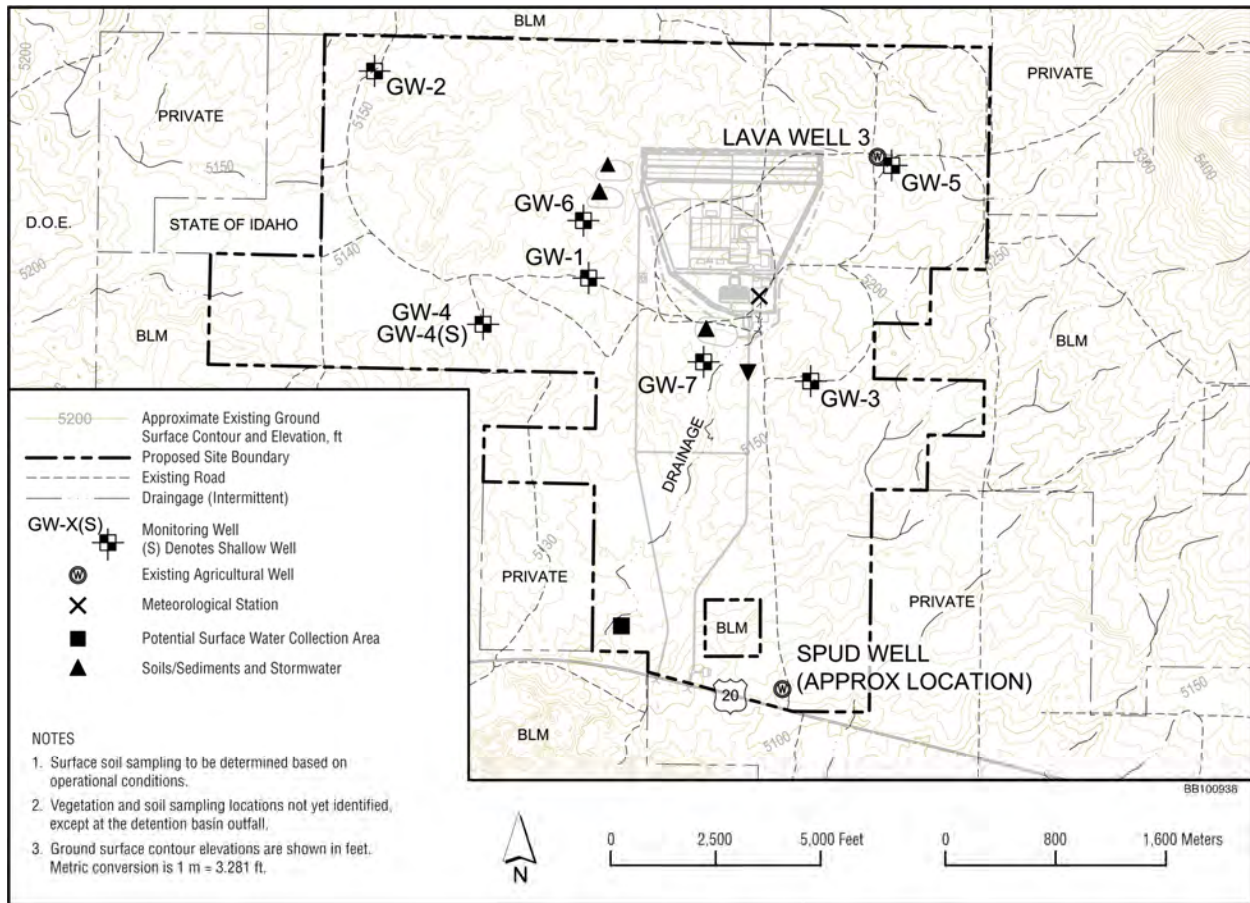 BLM
5200
PRIVATE
GW-2
5150
PRIVATE
LAVA WELL 3
W
5300
5400
5150
GW-5
GW-6
D.O.E.
STATE OF IDAHO
5200
5140
GW-1
5250
5200
GW-4
GW-4(S)
BLM
BLM
GW-7
GW-3
5150
DRAINAGE
5130
PRIVATE
BLM
PRIVATE
SPUD WELL
(APPROX LOCATION)
W
20
5150
BLM
5100
5200 Approximate Existing Ground
Surface Contour and Elevation, ft
Proposed Site Boundary
Existing Road
Draingage (Intermittent)
GW-X(S) Monitoring Well
(S) Denotes Shallow Well
W Existing Agricultural Well
Meteorological Station
Potential Surface Water Collection Area
Soils/Sediments and Stormwater
NOTES
1. Surface soil sampling to be determined based on
operational conditions.
2. Vegetation and soil sampling locations not yet identified,
except at the detention basin outfall.
3. Ground surface contour elevations are shown in feet.
Metric conversion is 1 m = 3.281 ft.
BB100938
N
0 2,500 5,000 Feet
0 800 1,600 Meters